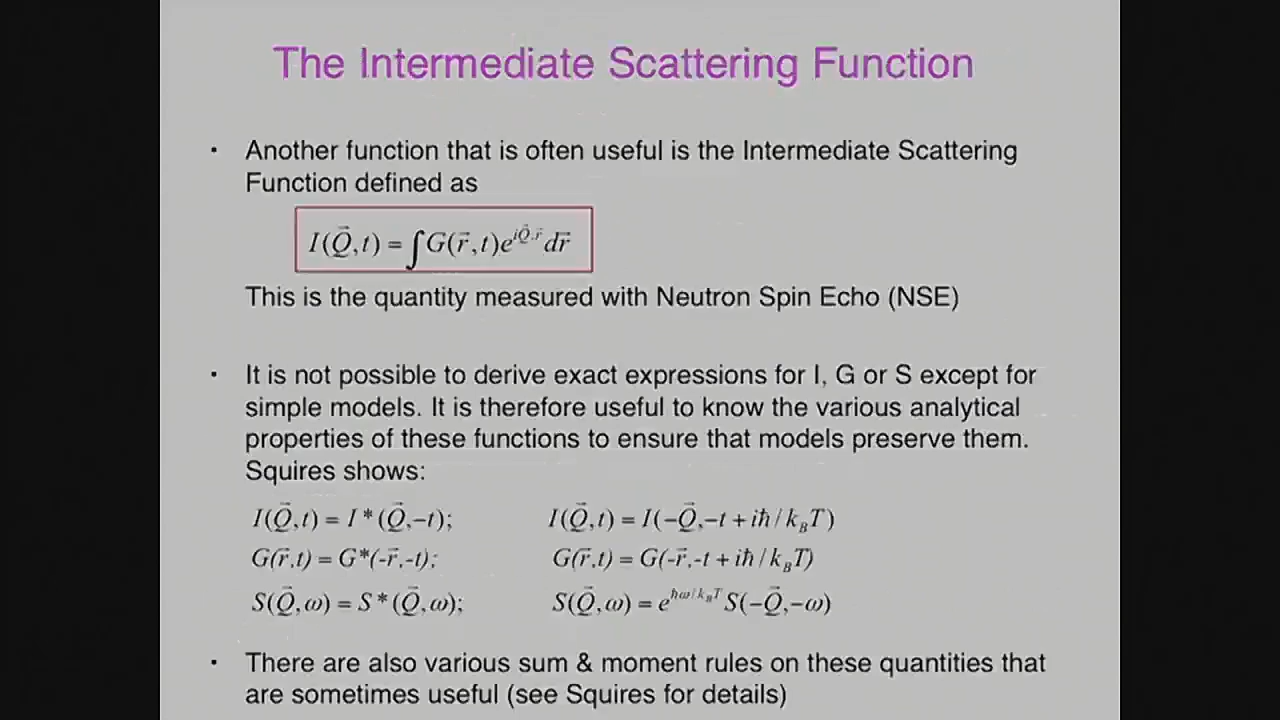 The Intermediate Scattering Function
• Another function that is often useful is the Intermediate Scattering
Function defined as
I(Q⃗,t) = ∫G(r⃗,t)e^{iQ⃗.r⃗} dr⃗
This is the quantity measured with Neutron Spin Echo (NSE)
• It is not possible to derive exact expressions for I, G or S except for
simple models. It is therefore useful to know the various analytical
properties of these functions to ensure that models preserve them.
Squires shows:
I(Q⃗,t) = I*(Q⃗,−t); I(Q⃗,t) = I(−Q⃗,−t + iħ / k_BT)
G(r⃗,t) = G*(-r⃗,-t); G(r⃗,t) = G(-r⃗,-t + iħ / k_BT)
S(Q⃗,ω) = S*(Q⃗,ω); S(Q⃗,ω) = e^{ħω/k_BT} S(−Q⃗,−ω)
• There are also various sum & moment rules on these quantities that
are sometimes useful (see Squires for details)